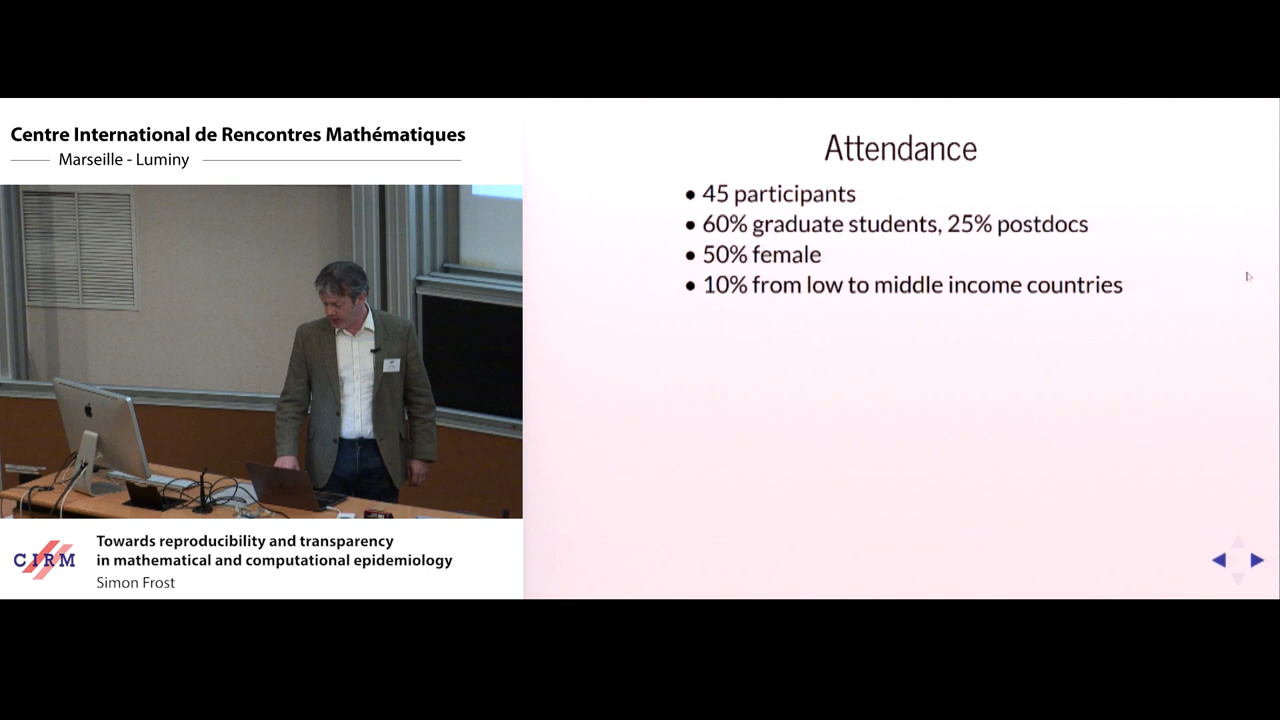 Centre International de Rencontres Mathématiques
Marseille - Luminy
Attendance
• 45 participants
• 60% graduate students, 25% postdocs
• 50% female
• 10% from low to middle income countries
CIRM
Towards reproducibility and transparency
in mathematical and computational epidemiology
Simon Frost